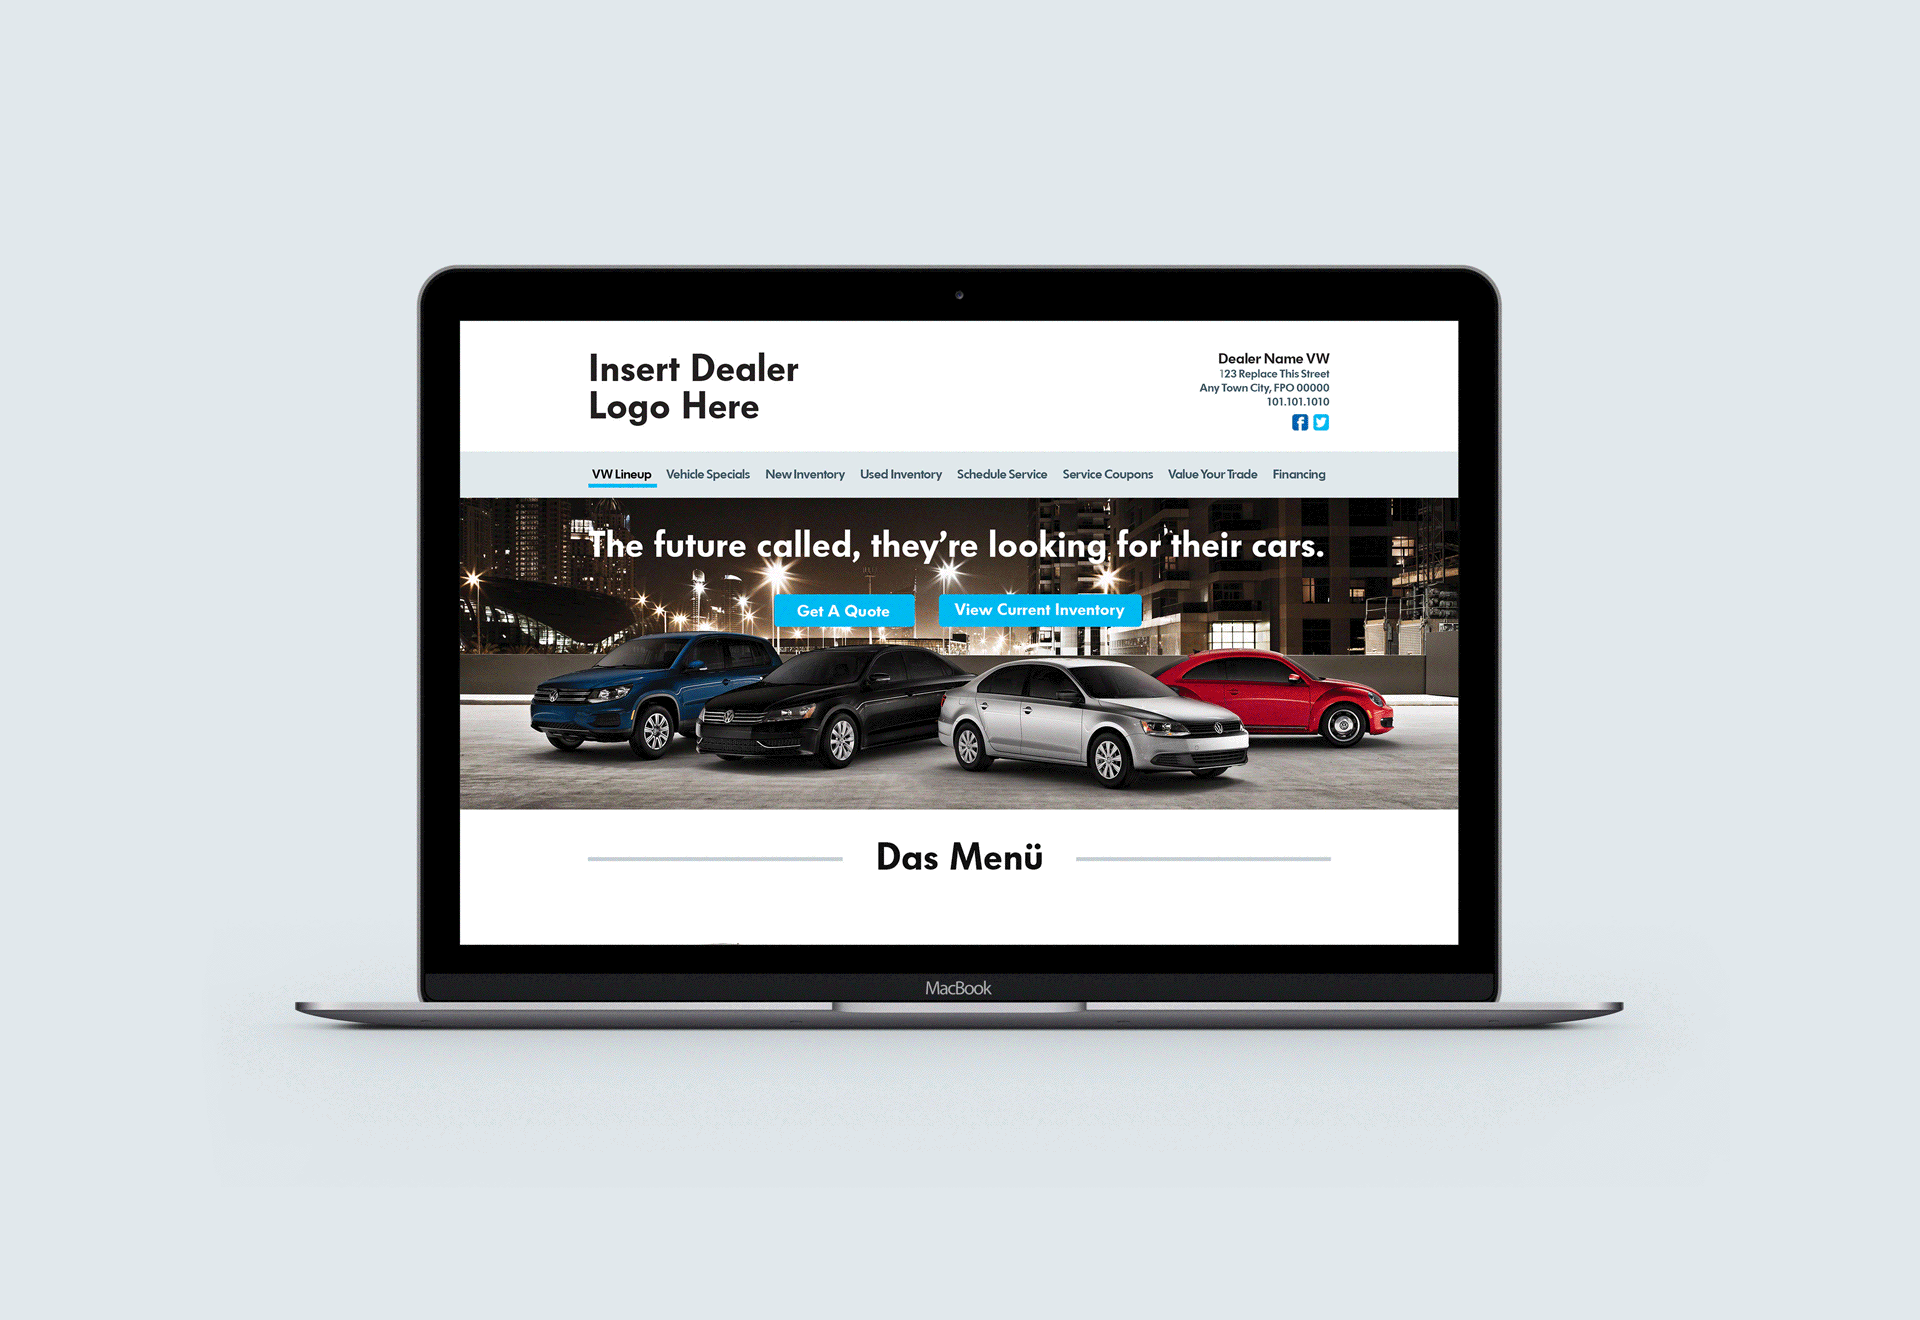 Insert Dealer
Logo Here
Dealer Name VW
123 Replace This Street
Any Town City, FPO 00000
101.101.1010
VW Lineup Vehicle Specials New Inventory Used Inventory Schedule Service Service Coupons Value Your Trade Financing
The future called, they’re looking for their cars.
Get A Quote View Current Inventory
Das Menü
MacBook